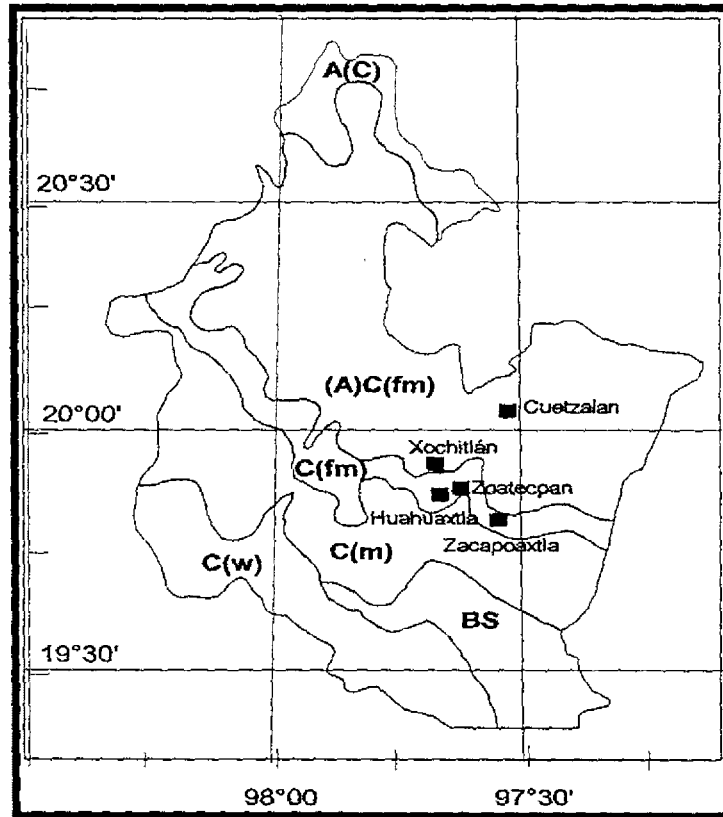 A(C)
20°30'
(A)C(fm)
Cuetzalan
20°00'
Xochitlán
C(fm)
Zoatecpan
Huahuaxtla
C(m)
Zacapoaxtla
C(w)
BS
19°30'
98°00'
97°30'